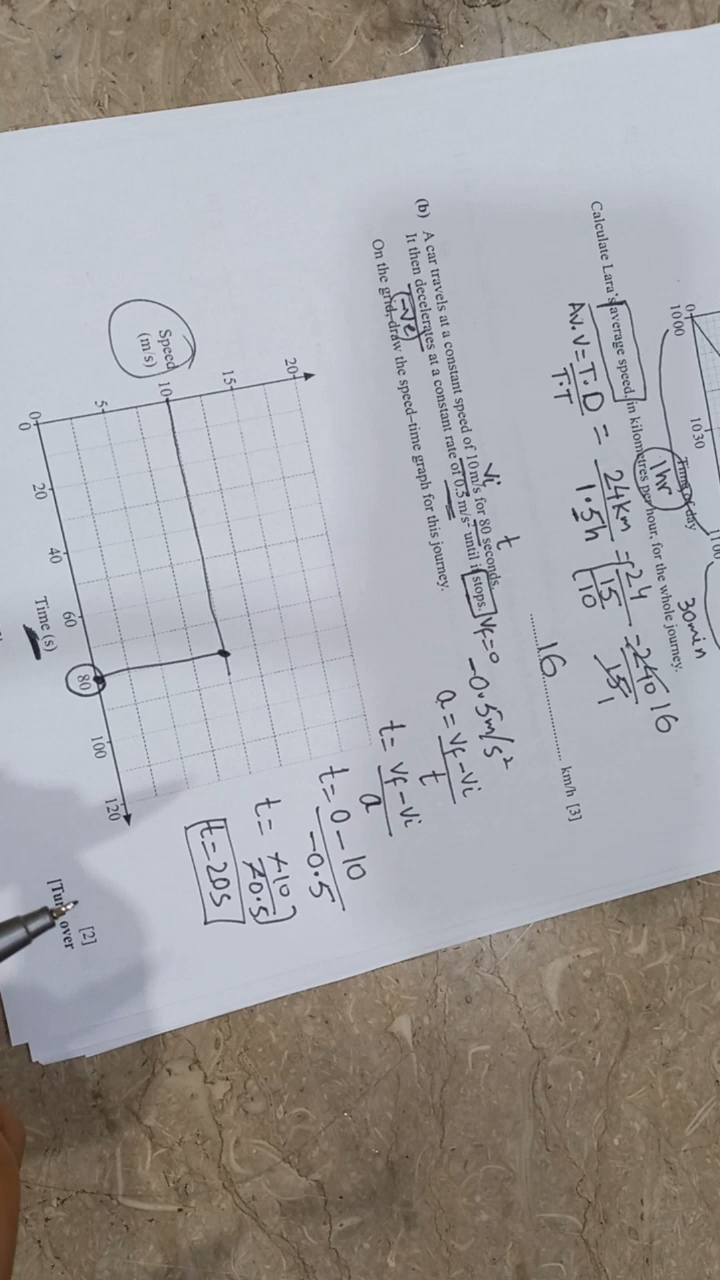 0
1000
1030
1100
Time of day
30min
1hr
Calculate Lara's average speed, in kilometres per hour, for the whole journey.
Av.V = T.D / T.T = 24km / 1.5h = 24 / 15/10 = 240 / 15 16
1
16
km/h [3]
Vi
t
(b) A car travels at a constant speed of 10 m/s for 80 seconds.
It then decelerates at a constant rate of 0.5 m/s² until it stops. Vf=0
-ve
-0.5m/s²
On the grid, draw the speed–time graph for this journey.
a = Vf-Vi / t
t = Vf-Vi / a
t = 0-10 / -0.5
t = -10 / -0.5
t=20s
20
15
Speed
(m/s)
10
5
0
0 20 40 60 80 100 120
Time (s)
[2]
[Turn over